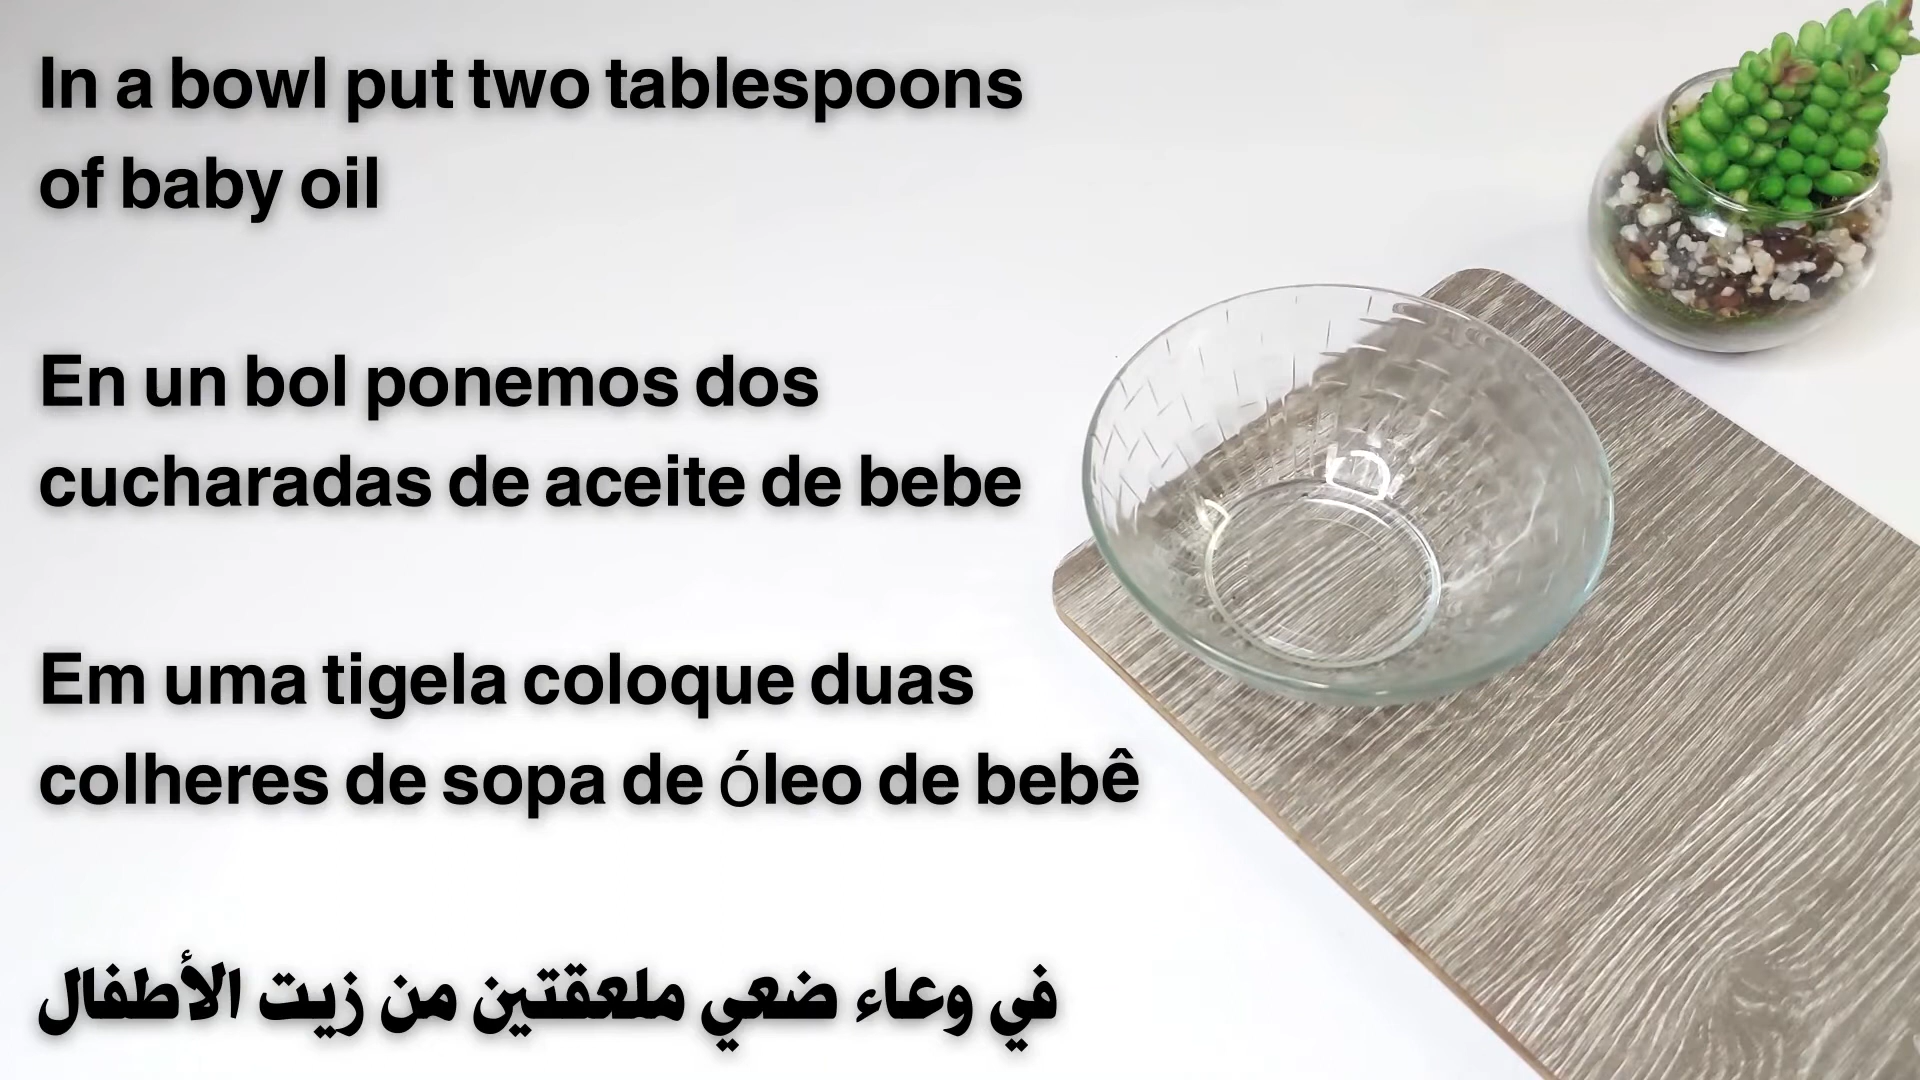 In a bowl put two tablespoons
of baby oil
En un bol ponemos dos
cucharadas de aceite de bebe
Em uma tigela coloque duas
colheres de sopa de óleo de bebê
في وعاء ضعي ملعقتين من زيت الأطفال